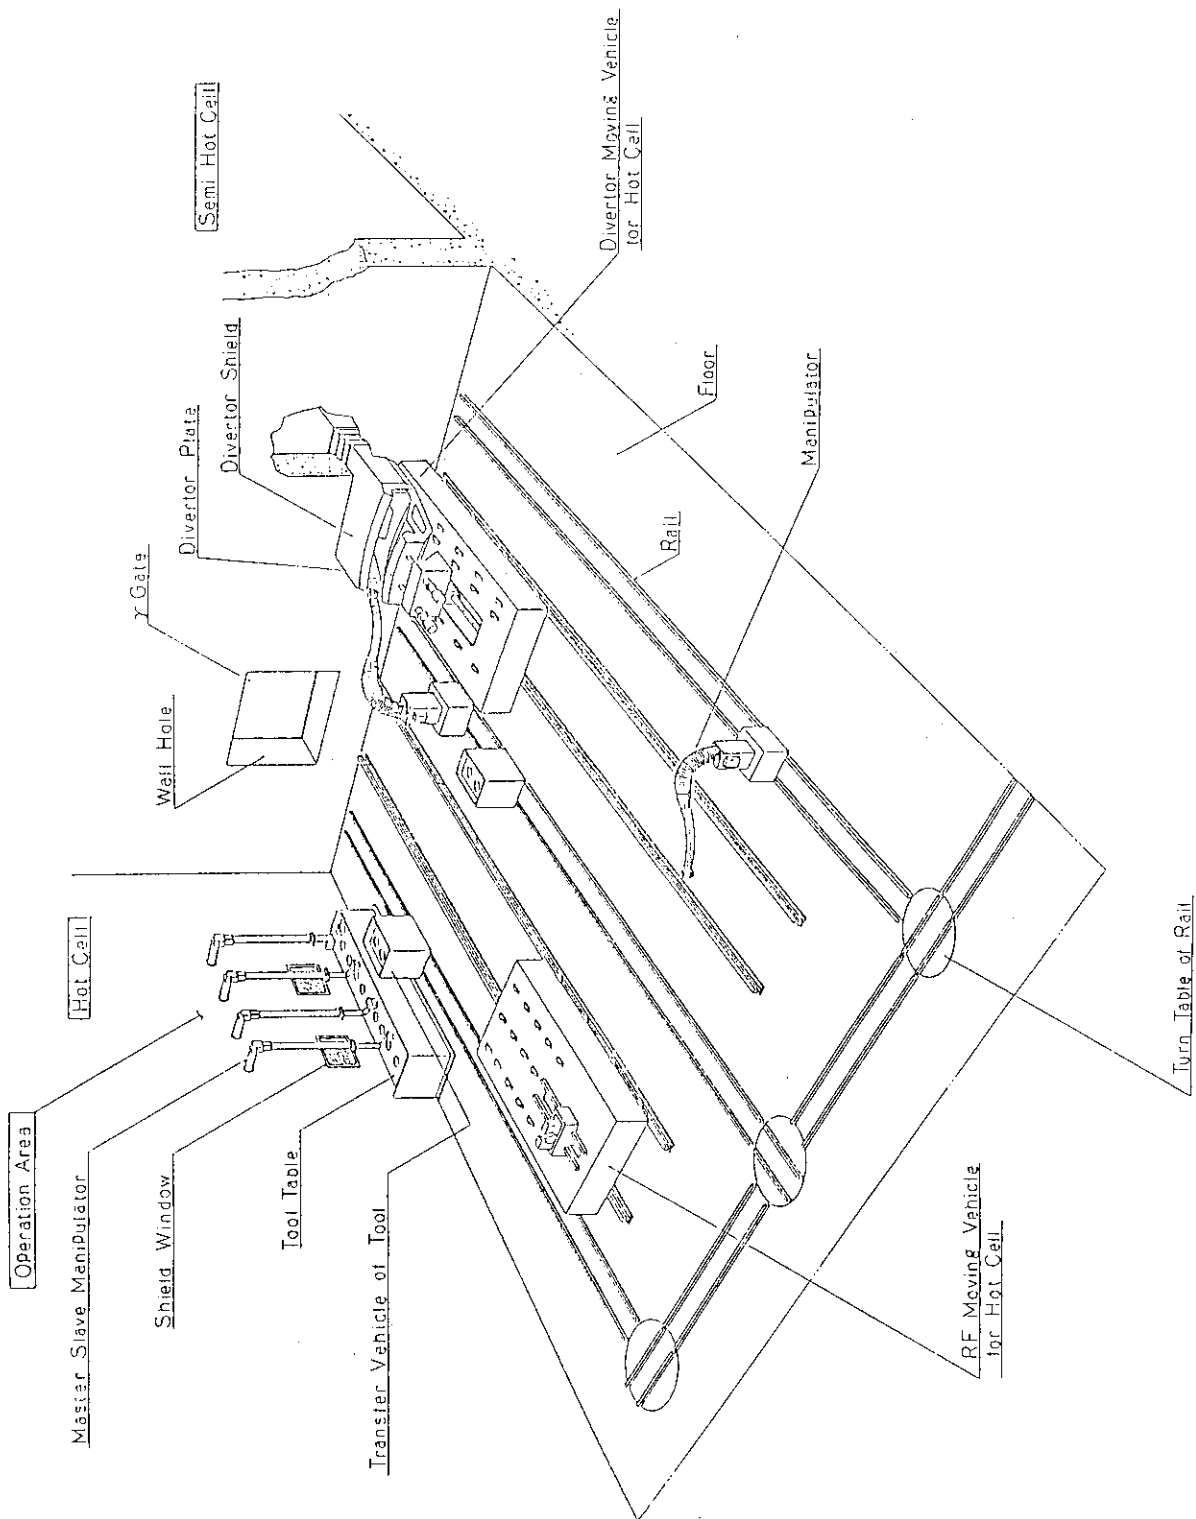 Operation Area
Master Slave Manipulator
Shield Window
Tool Table
Transfer Vehicle of Tool
Hot Cell
Wall Hole
γ Gate
Divertor Plate
Divertor Shield
Semi Hot Cell
Divertor Moving Vehicle
for Hot Cell
Floor
Manipulator
Rail
RF Moving Vehicle
for Hot Cell
Turn Table of Rail